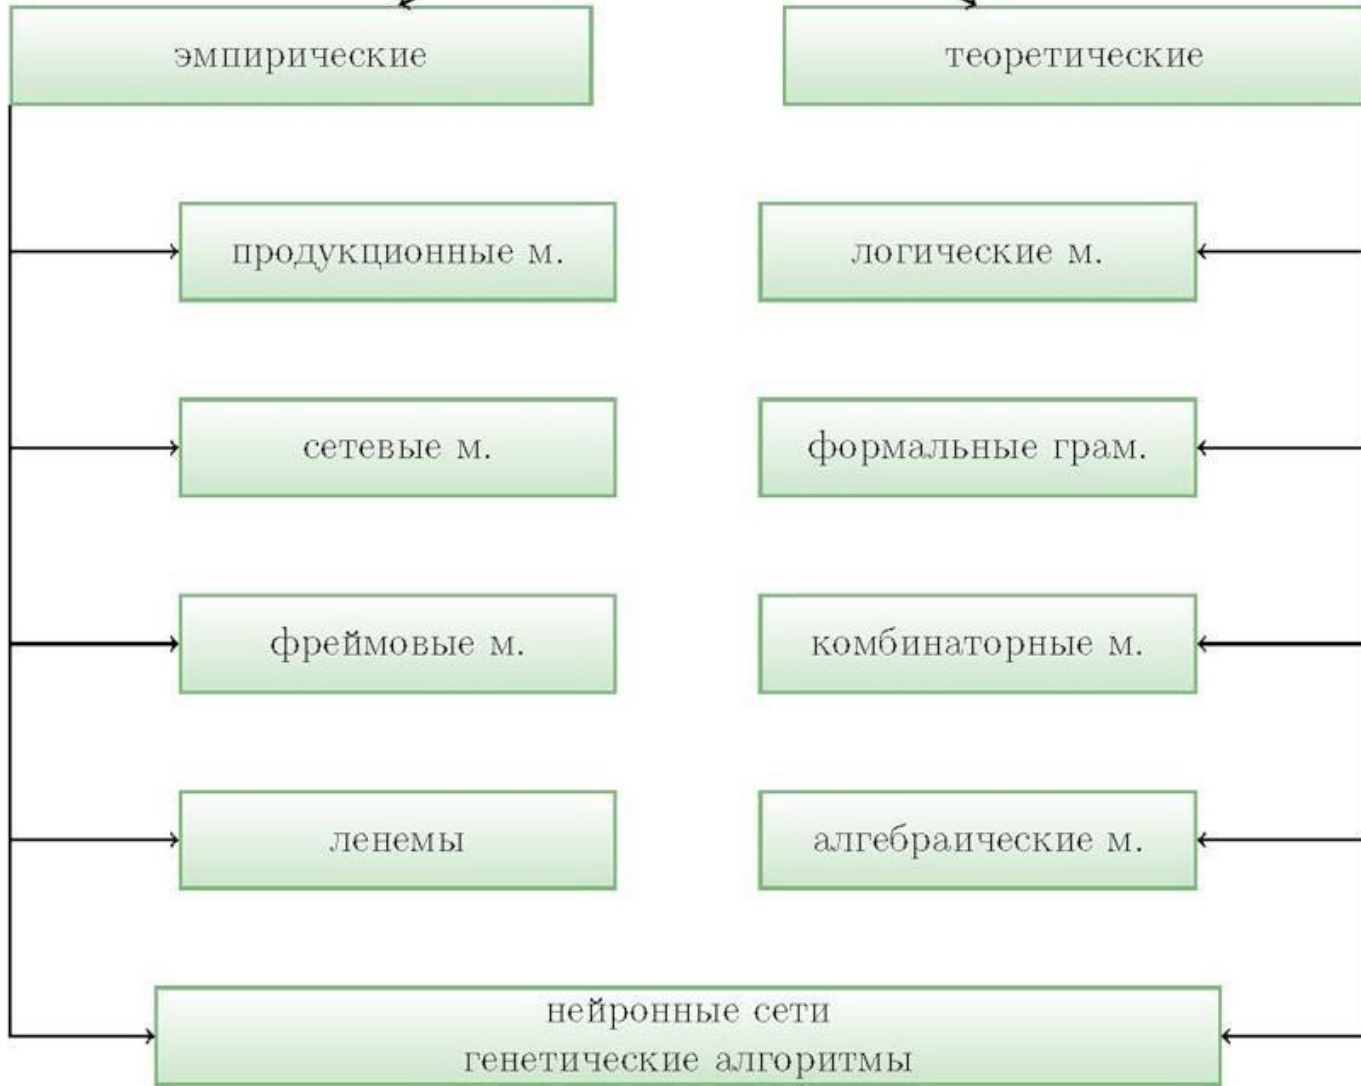 эмпирические
теоретические
продукционные м.
логические м.
сетевые м.
формальные грам.
фреймовые м.
комбинаторные м.
ленемы
алгебраические м.
нейронные сети
генетические алгоритмы